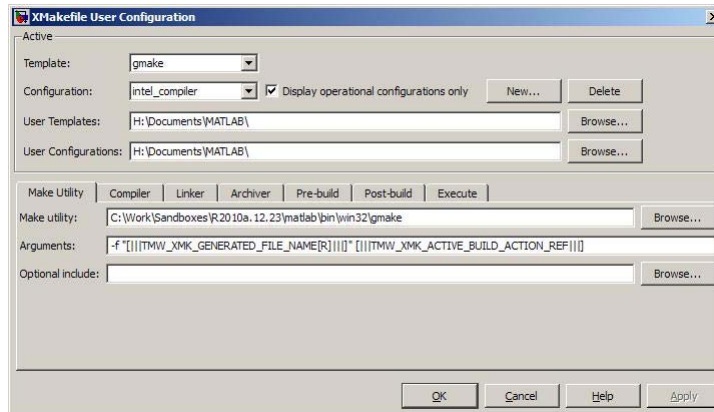 XMakefile User Configuration
Active
Template: gmake
Configuration: intel_compiler Display operational configurations only New... Delete
User Templates: H:\Documents\MATLAB\ Browse...
User Configurations: H:\Documents\MATLAB\ Browse...
Make Utility Compiler Linker Archiver Pre-build Post-build Execute
Make utility: C:\Work\Sandboxes\R2010a.12.23\matlab\bin\win32\gmake Browse...
Arguments: -f "[|||TMW_XMK_GENERATED_FILE_NAME[R]|||]" [|||TMW_XMK_ACTIVE_BUILD_ACTION_REF|||]
Optional include: Browse...
OK Cancel Help Apply